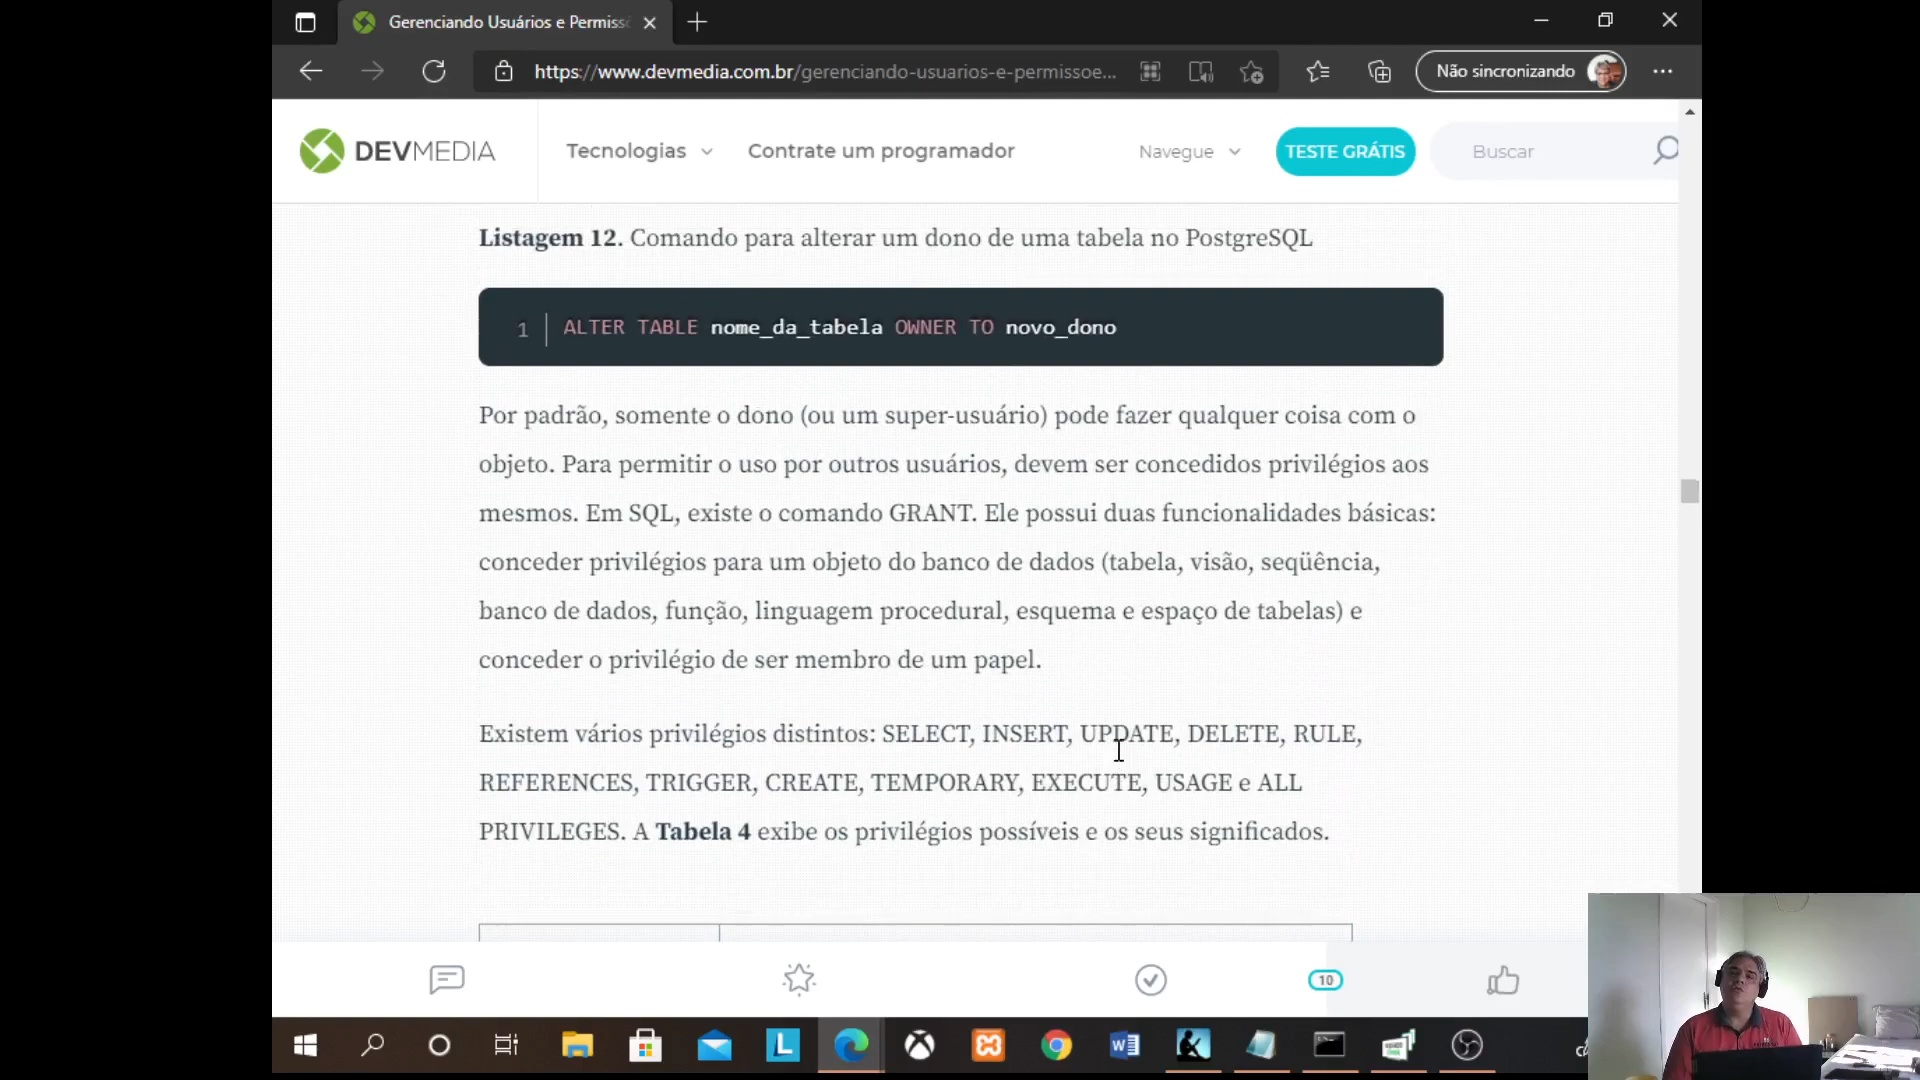 Gerenciando Usuários e Permiss
https://www.devmedia.com.br/gerenciando-usuarios-e-permissoe...
Não sincronizando
DEVMEDIA
Tecnologias
Contrate um programador
Navegue
TESTE GRÁTIS
Buscar
Listagem 12. Comando para alterar um dono de uma tabela no PostgreSQL
1 ALTER TABLE nome_da_tabela OWNER TO novo_dono
Por padrão, somente o dono (ou um super-usuário) pode fazer qualquer coisa com o
objeto. Para permitir o uso por outros usuários, devem ser concedidos privilégios aos
mesmos. Em SQL, existe o comando GRANT. Ele possui duas funcionalidades básicas:
conceder privilégios para um objeto do banco de dados (tabela, visão, seqüência,
banco de dados, função, linguagem procedural, esquema e espaço de tabelas) e
conceder o privilégio de ser membro de um papel.
Existem vários privilégios distintos: SELECT, INSERT, UPDATE, DELETE, RULE,
REFERENCES, TRIGGER, CREATE, TEMPORARY, EXECUTE, USAGE e ALL
PRIVILEGES. A Tabela 4 exibe os privilégios possíveis e os seus significados.
10
L